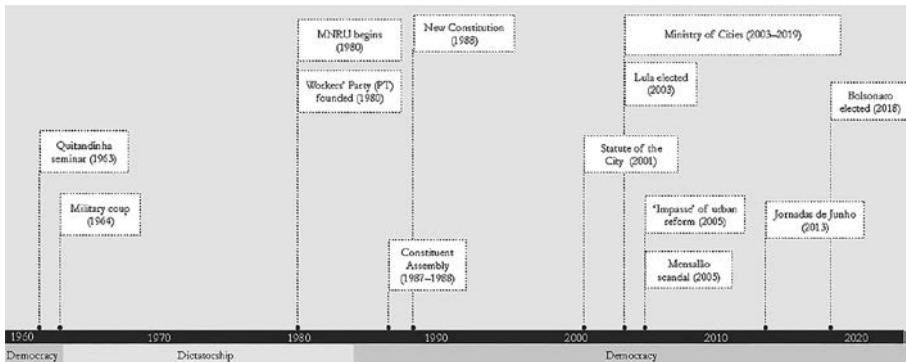 MNRU begins
(1980)
New Constitution
(1988)
Ministry of Cities (2003–2019)
Workers' Party (PT)
founded (1980)
Lula elected
(2003)
Bolsonaro
elected (2018)
Quitandinha
seminar (1963)
Statute of the
City (2001)
Military coup
(1964)
'Impasse' of urban
reform (2005)
Jornadas de Junho
(2013)
Constituent
Assembly
(1987–1988)
Mensalão
scandal (2005)
1960 1970 1980 1990 2000 2010 2020
Democracy Dictatorship Democracy